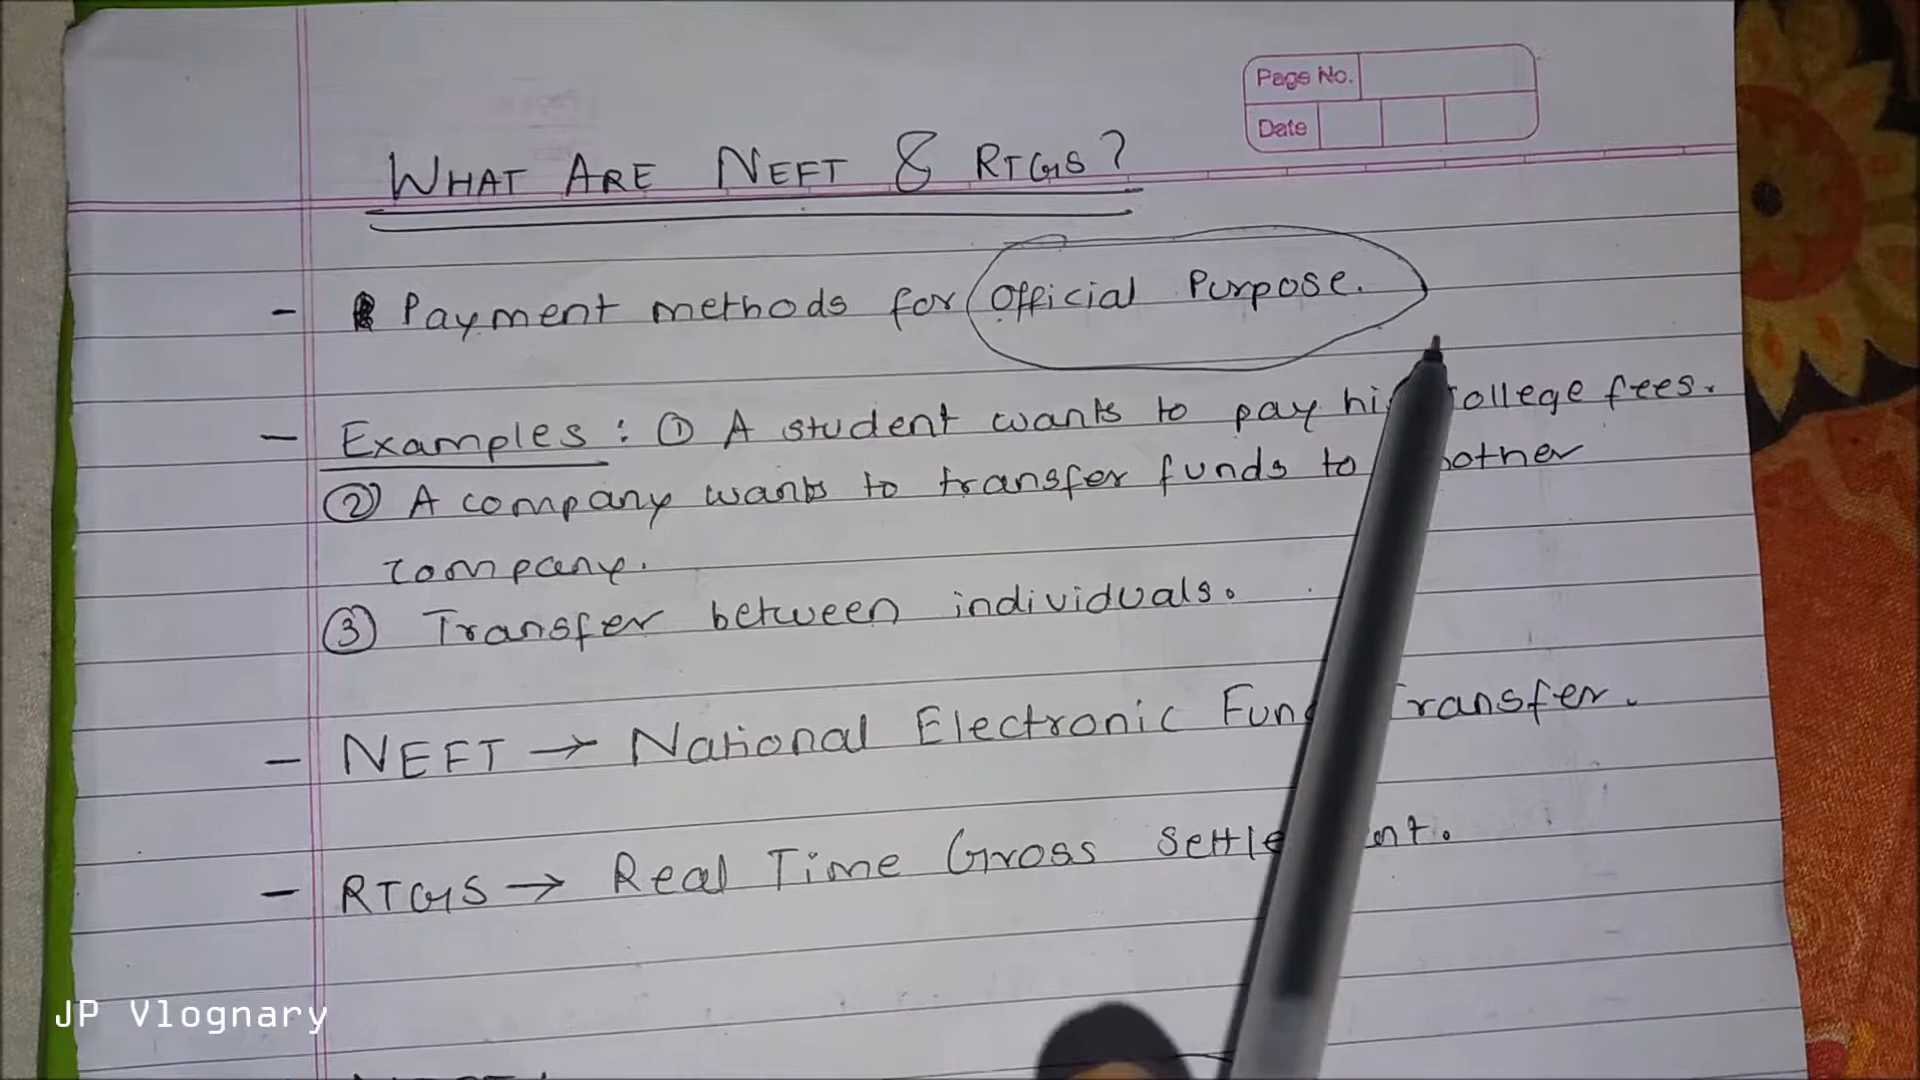 Page No.
Date
WHAT ARE NEFT & RTGS?
- Payment methods for Official Purpose.
- Examples: ① A student wants to pay hi ollege fees.
② A company wants to transfer funds to other
company.
③ Transfer between individuals.
- NEFT → National Electronic Fun ransfer.
- RTGS → Real Time Gross Settle nt.
JP Vlognary